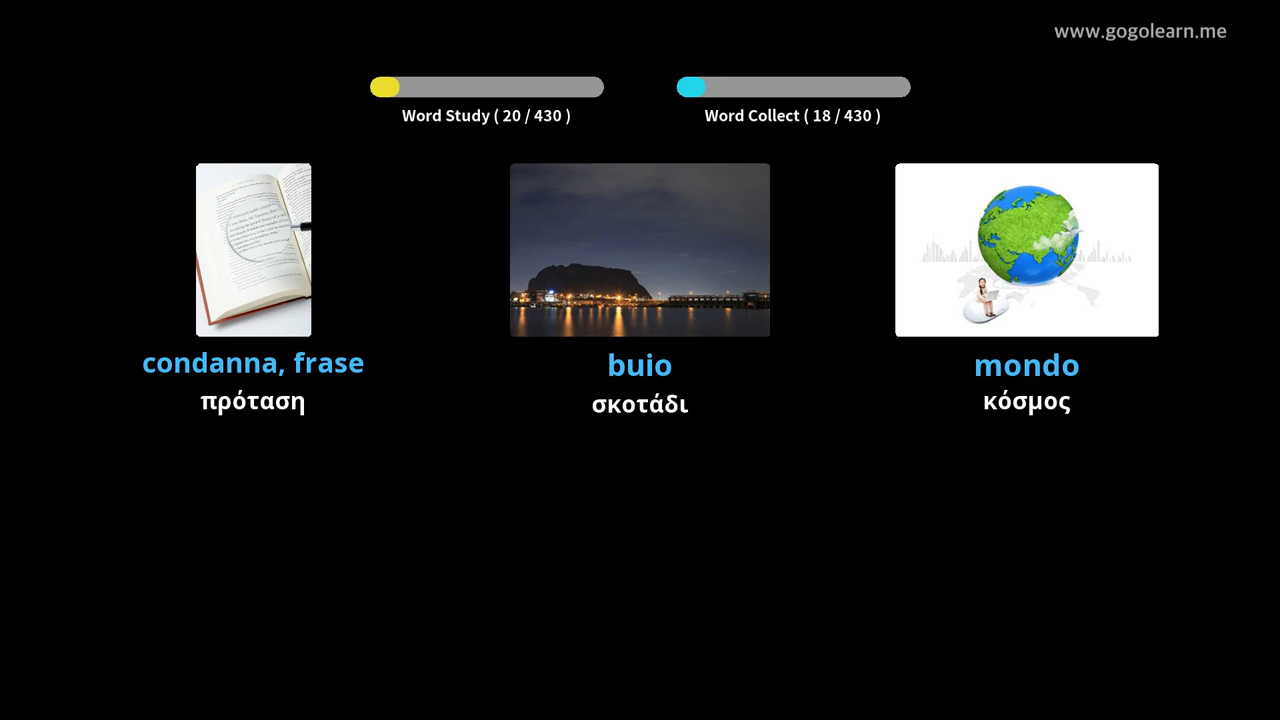 www.gogolearn.me
Word Study ( 20 / 430 )
Word Collect ( 18 / 430 )
condanna, frase
πρόταση
buio
σκοτάδι
mondo
κόσμος